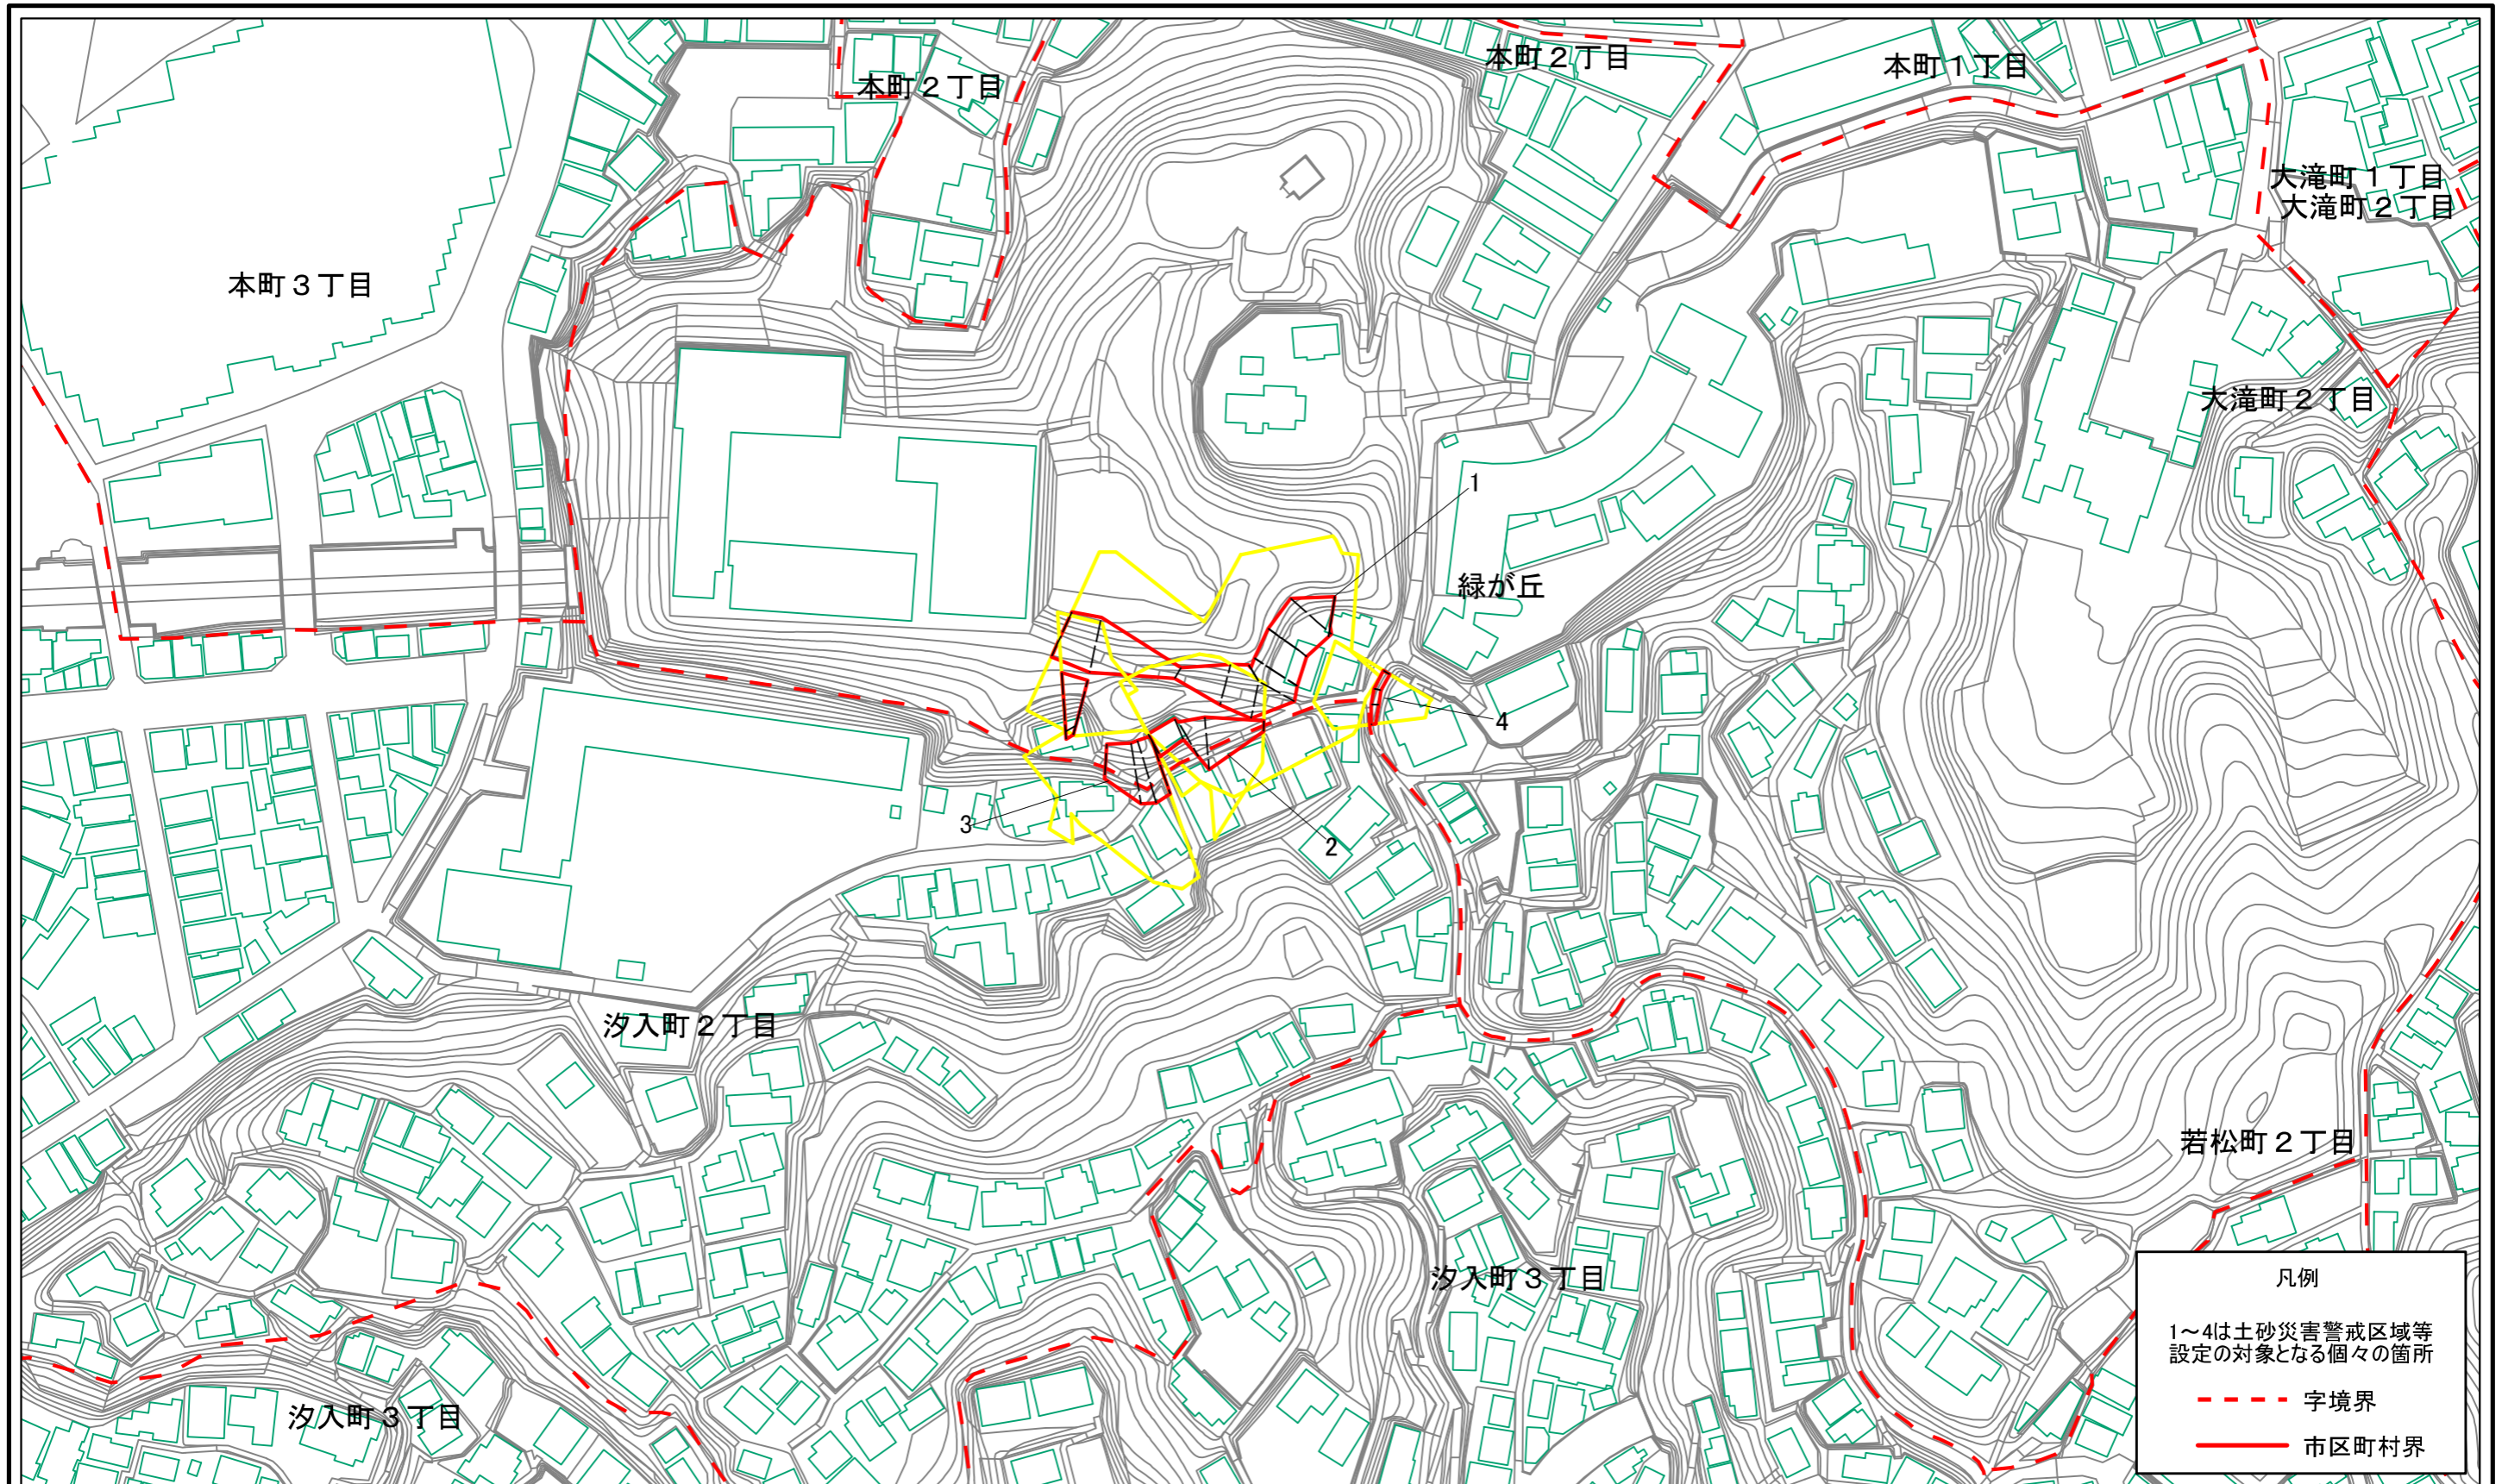 本町２丁目
本町１丁目
本町２丁目
大滝町１丁目
大滝町２丁目
本町３丁目
大滝町２丁目
1
緑が丘
4
3
2
汐入町２丁目
若松町２丁目
汐入町３丁目
汐入町３丁目
凡例
1～4は土砂災害警戒区域等
設定の対象となる個々の箇所
字境界
市区町村界